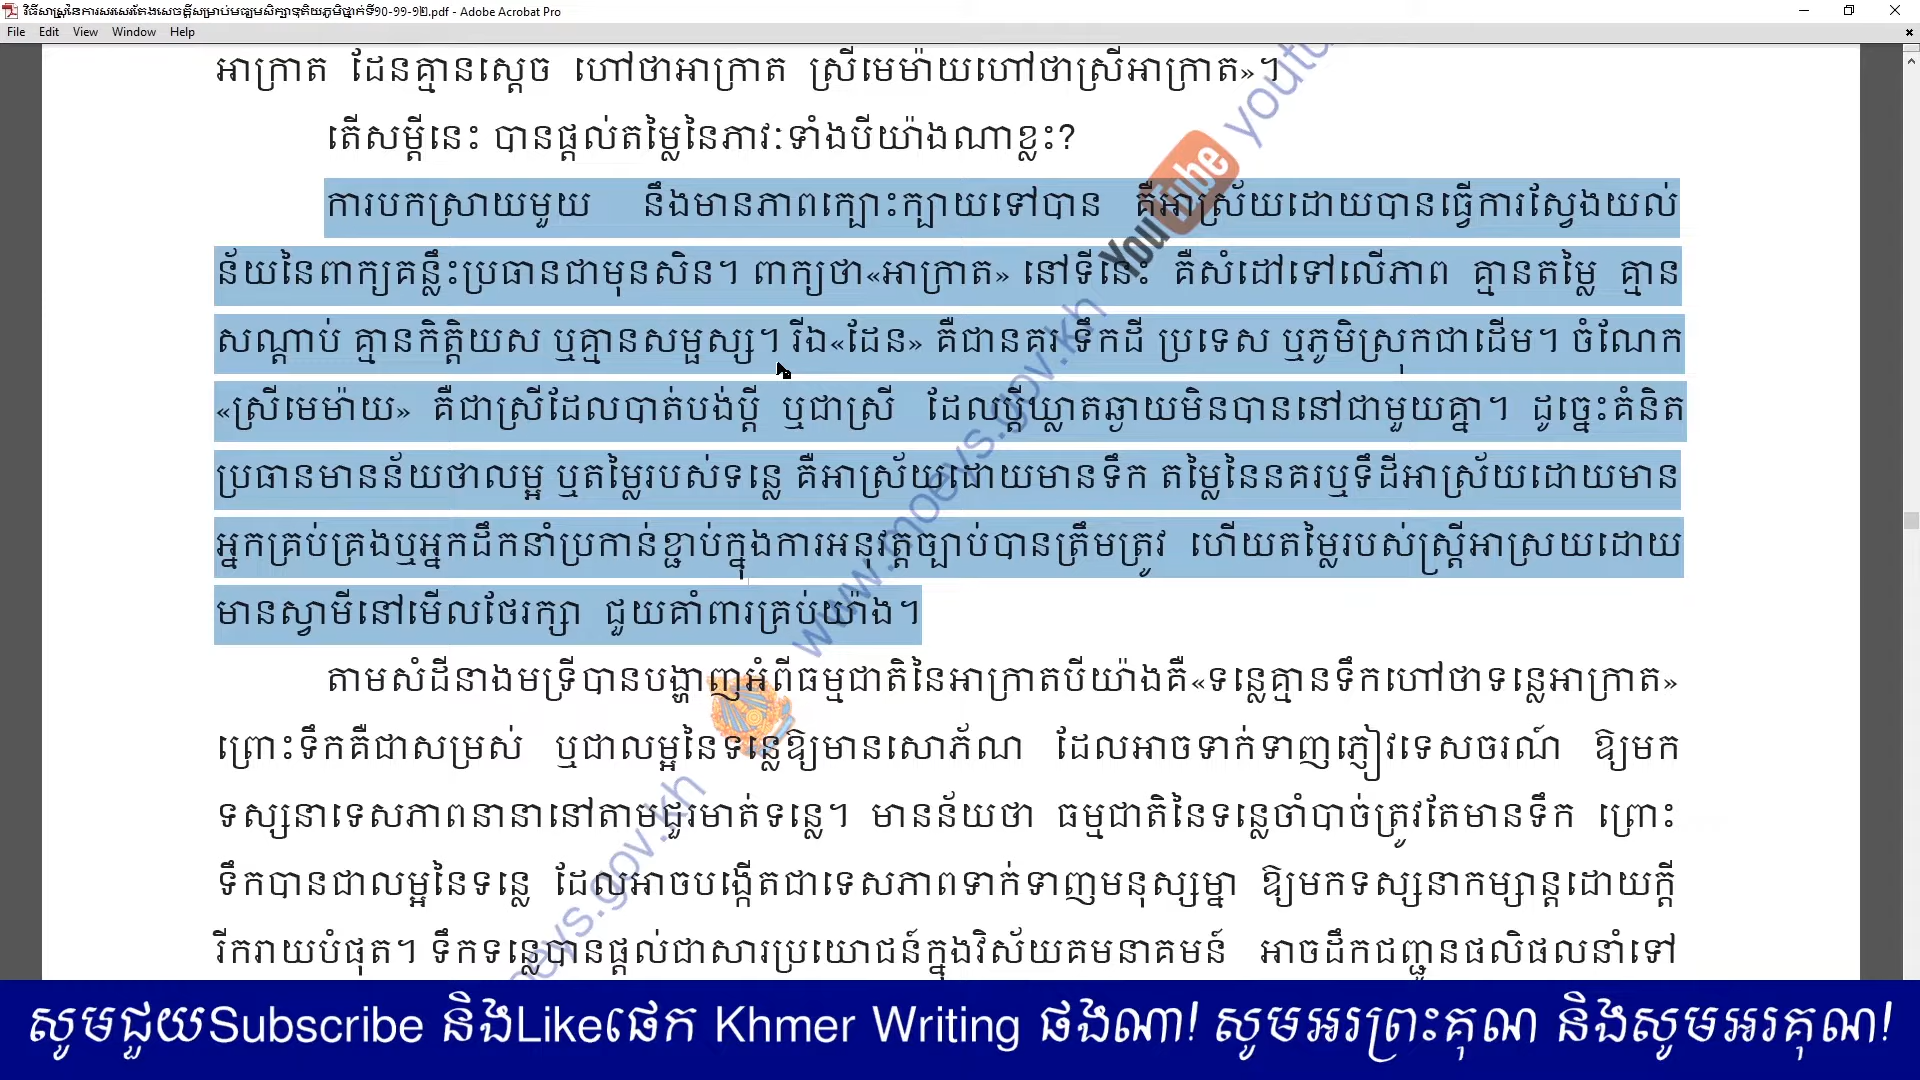 វិធីសាស្ត្រនៃការសរសេរតែងសេចក្តីសម្រាប់មធ្យមសិក្សាទុតិយភូមិថ្នាក់ទី១០-១១-១២.pdf - Adobe Acrobat Pro
File Edit View Window Help
អាក្រាត ដែនគ្មានស្ដេច ហៅថាអាក្រាត ស្រីមេម៉ាយហៅថាស្រីអាក្រាត»។
តើសម្ដីនេះ បានផ្ដល់តម្លៃនៃភាវៈទាំងបីយ៉ាងណាខ្លះ?
ការបកស្រាយមួយ នឹងមានភាពក្បោះក្បាយទៅបាន គឺអាស្រ័យដោយបានធ្វើការស្វែងយល់
ន័យនៃពាក្យគន្លឹះប្រធានជាមុនសិន។ ពាក្យថា«អាក្រាត» នៅទីនេះ គឺសំដៅទៅលើភាព គ្មានតម្លៃ គ្មាន
សណ្ដាប់ គ្មានកិត្តិយស ឬគ្មានសម្ផស្ស។ រីឯ«ដែន» គឺជានគរ ទឹកដី ប្រទេស ឬភូមិស្រុកជាដើម។ ចំណែក
«ស្រីមេម៉ាយ» គឺជាស្រីដែលបាត់បង់ប្ដី ឬជាស្រី ដែលប្ដីឃ្លាតឆ្ងាយមិនបាននៅជាមួយគ្នា។ ដូច្នេះគំនិត
ប្រធានមានន័យថាលម្អ ឬតម្លៃរបស់ទន្លេ គឺអាស្រ័យដោយមានទឹក តម្លៃនៃនគរឬទឹដីអាស្រ័យដោយមាន
អ្នកគ្រប់គ្រងឬអ្នកដឹកនាំប្រកាន់ខ្ជាប់ក្នុងការអនុវត្តច្បាប់បានត្រឹមត្រូវ ហើយតម្លៃរបស់ស្ត្រីអាស្រយដោយ
មានស្វាមីនៅមើលថែរក្សា ជួយគាំពារគ្រប់យ៉ាង។
តាមសំដីនាងមទ្រីបានបង្ហាញអំពីធម្មជាតិនៃអាក្រាតបីយ៉ាងគឺ«ទន្លេគ្មានទឹកហៅថាទន្លេអាក្រាត»
ព្រោះទឹកគឺជាសម្រស់ ឬជាលម្អនៃទន្លេឱ្យមានសោភ័ណ ដែលអាចទាក់ទាញភ្ញៀវទេសចរណ៍ ឱ្យមក
ទស្សនាទេសភាពនានានៅតាមជួរមាត់ទន្លេ។ មានន័យថា ធម្មជាតិនៃទន្លេចាំបាច់ត្រូវតែមានទឹក ព្រោះ
ទឹកបានជាលម្អនៃទន្លេ ដែលអាចបង្កើតជាទេសភាពទាក់ទាញមនុស្សម្នា ឱ្យមកទស្សនាកម្សាន្តដោយក្ដី
រីករាយបំផុត។ ទឹកទន្លេបានផ្ដល់ជាសារប្រយោជន៍ក្នុងវិស័យគមនាគមន៍ អាចដឹកជញ្ជូនផលិផលនាំទៅ
YouTube
www.moeys.gov.kh
moeys.gov.kh
សូមជួយSubscribe និងLikeផេក Khmer Writing ផងណា! សូមអរព្រះគុណ និងសូមអរគុណ!